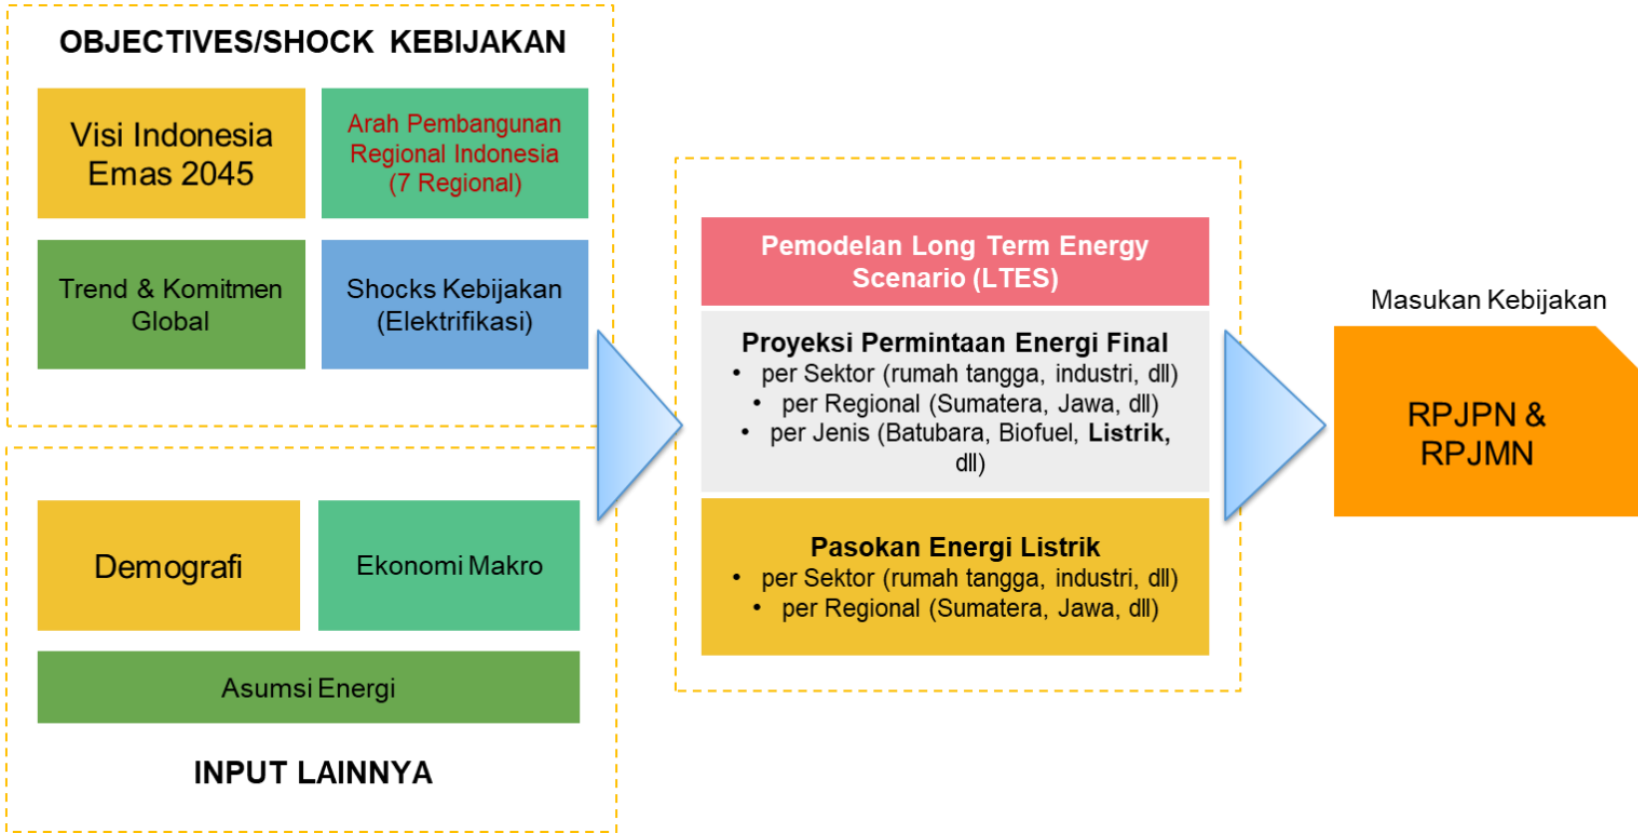 OBJECTIVES/SHOCK KEBIJAKAN
Visi Indonesia
Emas 2045
Arah Pembangunan
Regional Indonesia
(7 Regional)
Trend & Komitmen
Global
Shocks Kebijakan
(Elektrifikasi)
Demografi
Ekonomi Makro
Asumsi Energi
INPUT LAINNYA
Pemodelan Long Term Energy
Scenario (LTES)
Proyeksi Permintaan Energi Final
• per Sektor (rumah tangga, industri, dll)
• per Regional (Sumatera, Jawa, dll)
• per Jenis (Batubara, Biofuel, Listrik,
dll)
Pasokan Energi Listrik
• per Sektor (rumah tangga, industri, dll)
• per Regional (Sumatera, Jawa, dll)
Masukan Kebijakan
RPJPN &
RPJMN